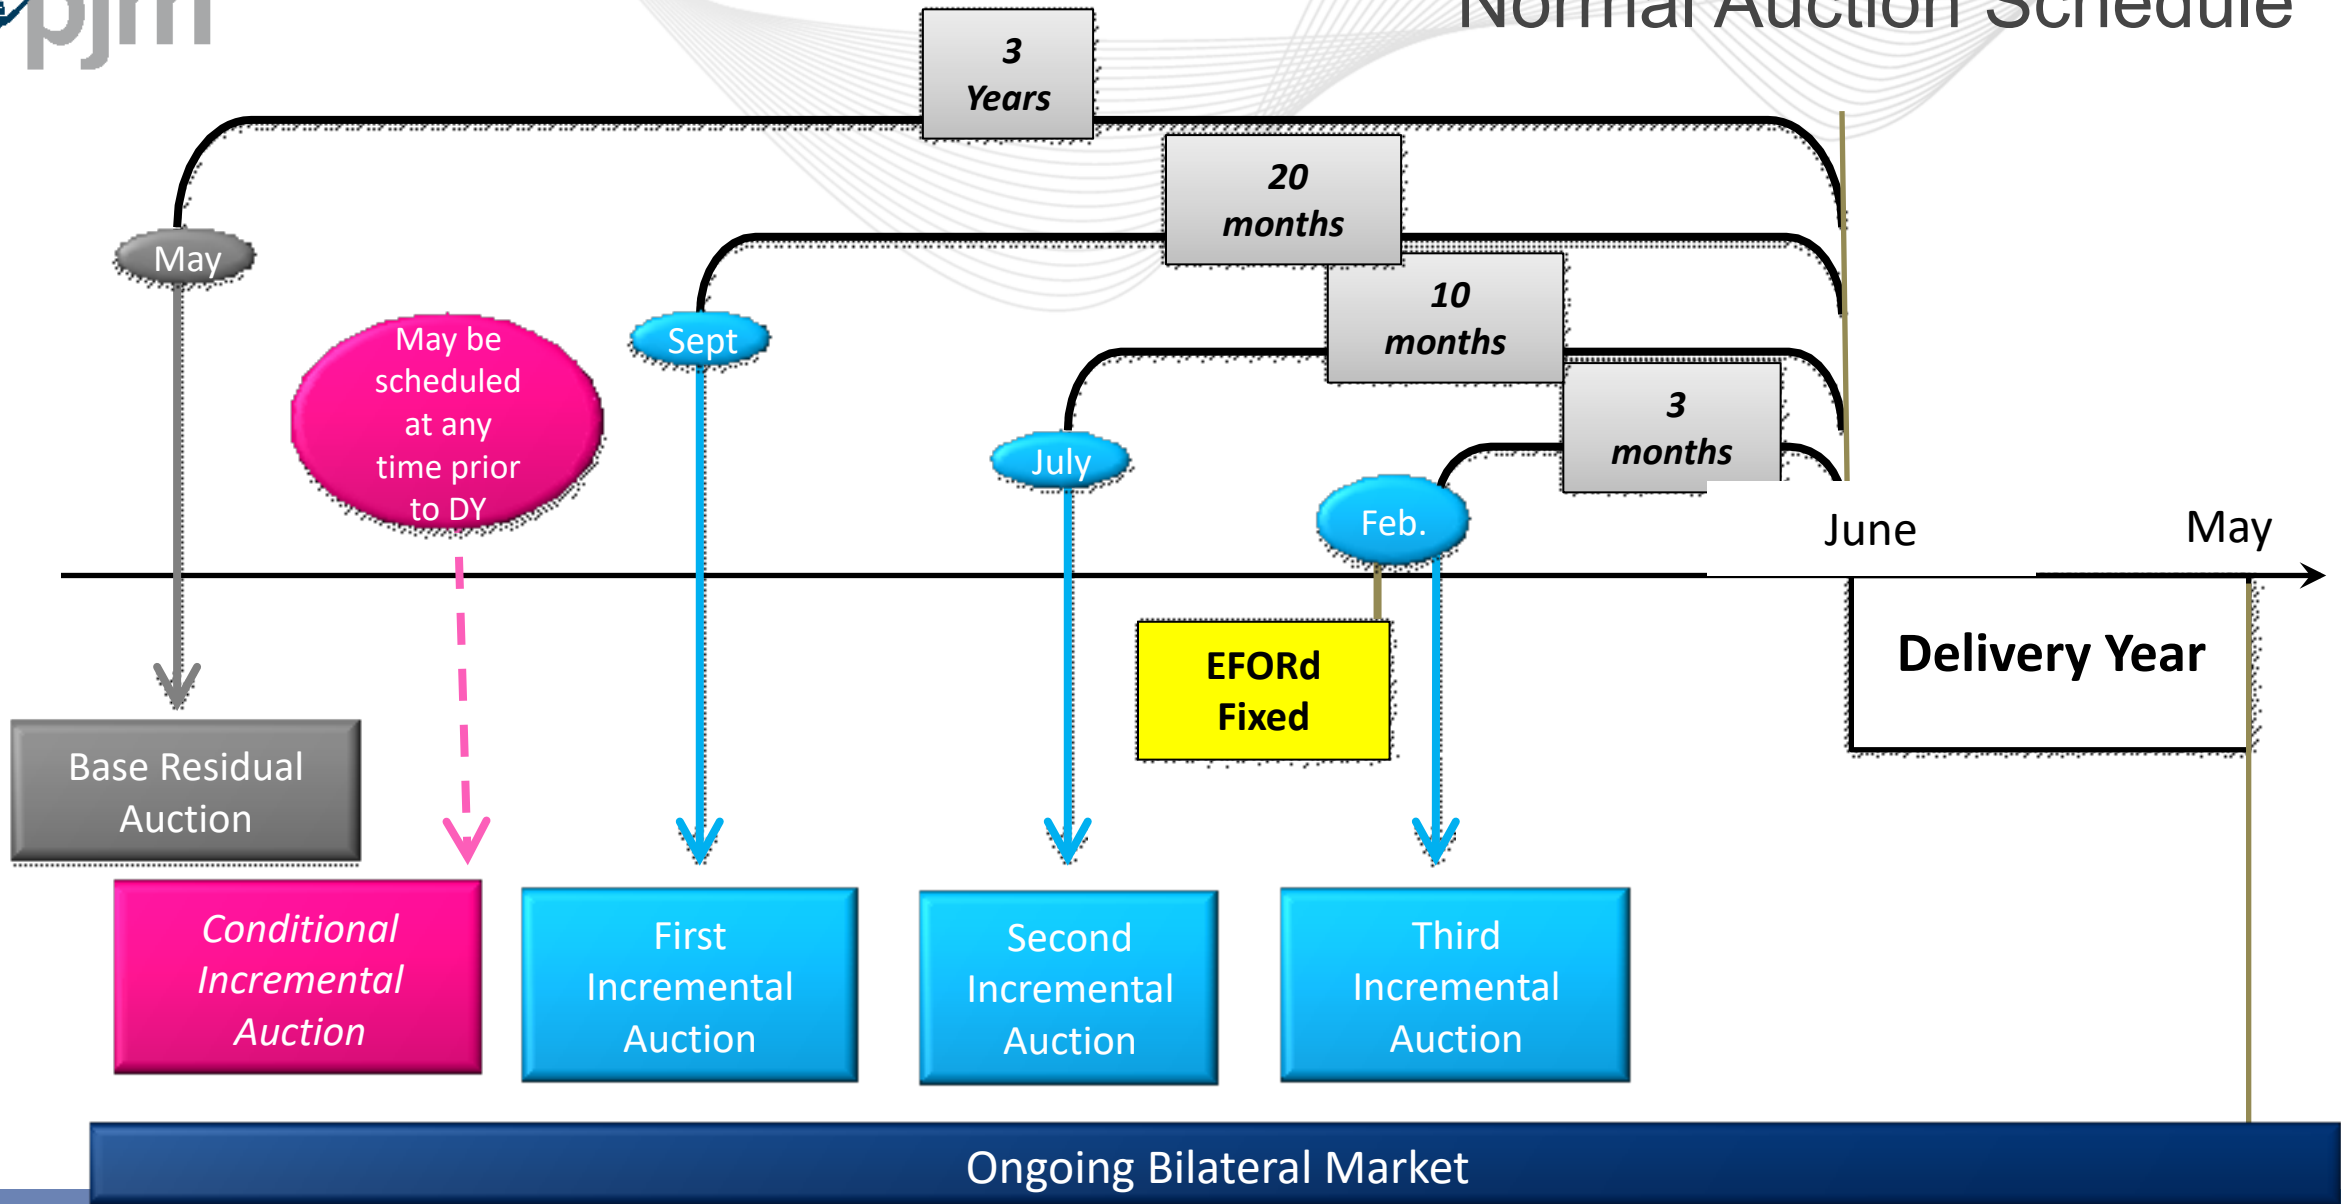 pjm
Normal Auction Schedule
3
Years
20
months
10
months
3
months
May
May be
scheduled
at any
time prior
to DY
Sept
July
Feb.
June
May
EFORd
Fixed
Delivery Year
Base Residual
Auction
Conditional
Incremental
Auction
First
Incremental
Auction
Second
Incremental
Auction
Third
Incremental
Auction
Ongoing Bilateral Market